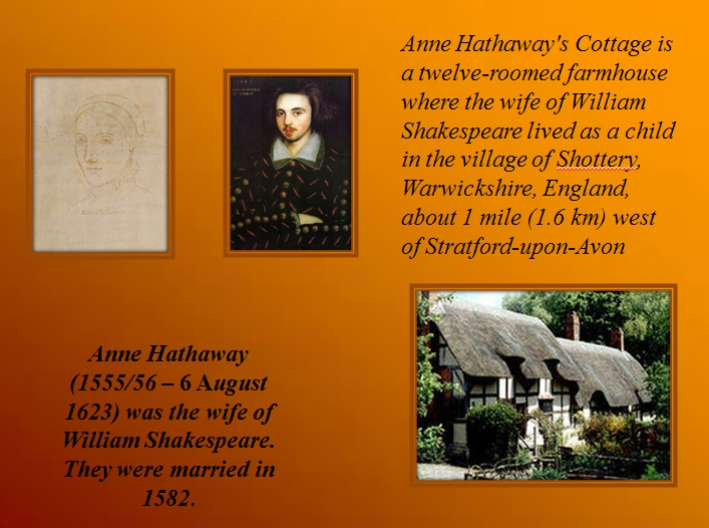 Anne Hathaway's Cottage is
a twelve-roomed farmhouse
where the wife of William
Shakespeare lived as a child
in the village of Shottery,
Warwickshire, England,
about 1 mile (1.6 km) west
of Stratford-upon-Avon
Anne Hathaway
(1555/56 – 6 August
1623) was the wife of
William Shakespeare.
They were married in
1582.